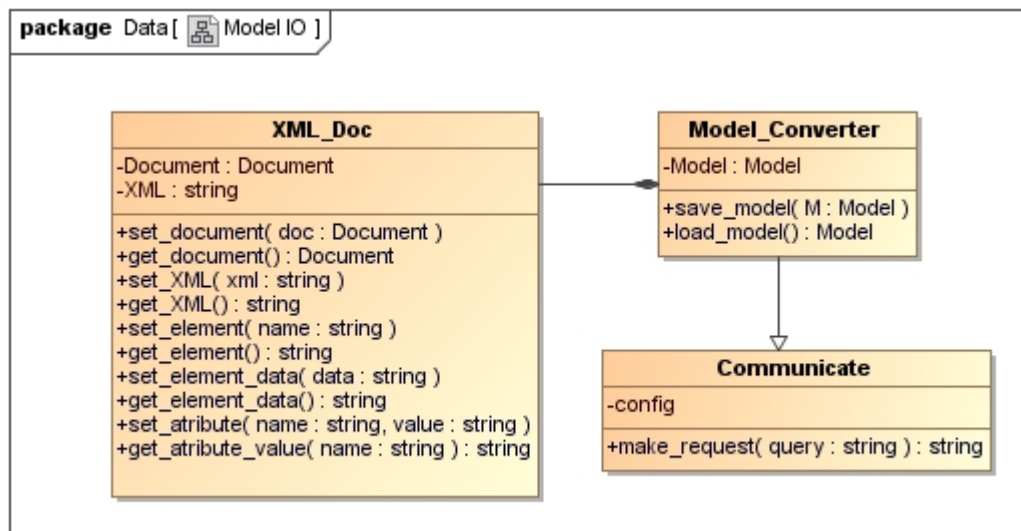 package Data [ Model IO ]
XML_Doc
-Document : Document
-XML : string
+set_document( doc : Document )
+get_document() : Document
+set_XML( xml : string )
+get_XML() : string
+set_element( name : string )
+get_element() : string
+set_element_data( data : string )
+get_element_data() : string
+set_atribute( name : string, value : string )
+get_atribute_value( name : string ) : string
Model_Converter
-Model : Model
+save_model( M : Model )
+load_model() : Model
Communicate
-config
+make_request( query : string ) : string